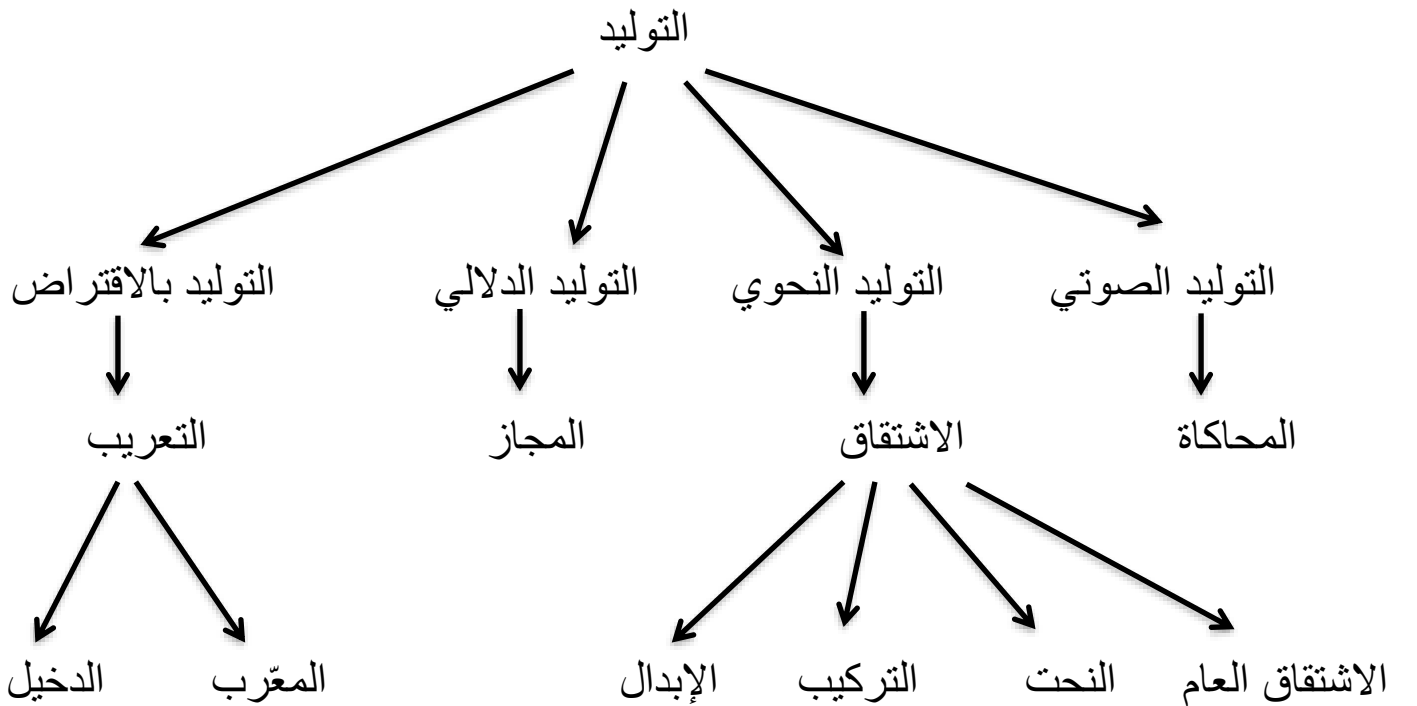 التوليد
التوليد الصوتي التوليد النحوي التوليد الدلالي التوليد بالاقتراض
المحاكاة الاشتقاق المجاز التعريب
الاشتقاق العام النحت التركيب الإبدال المعّرب الدخيل